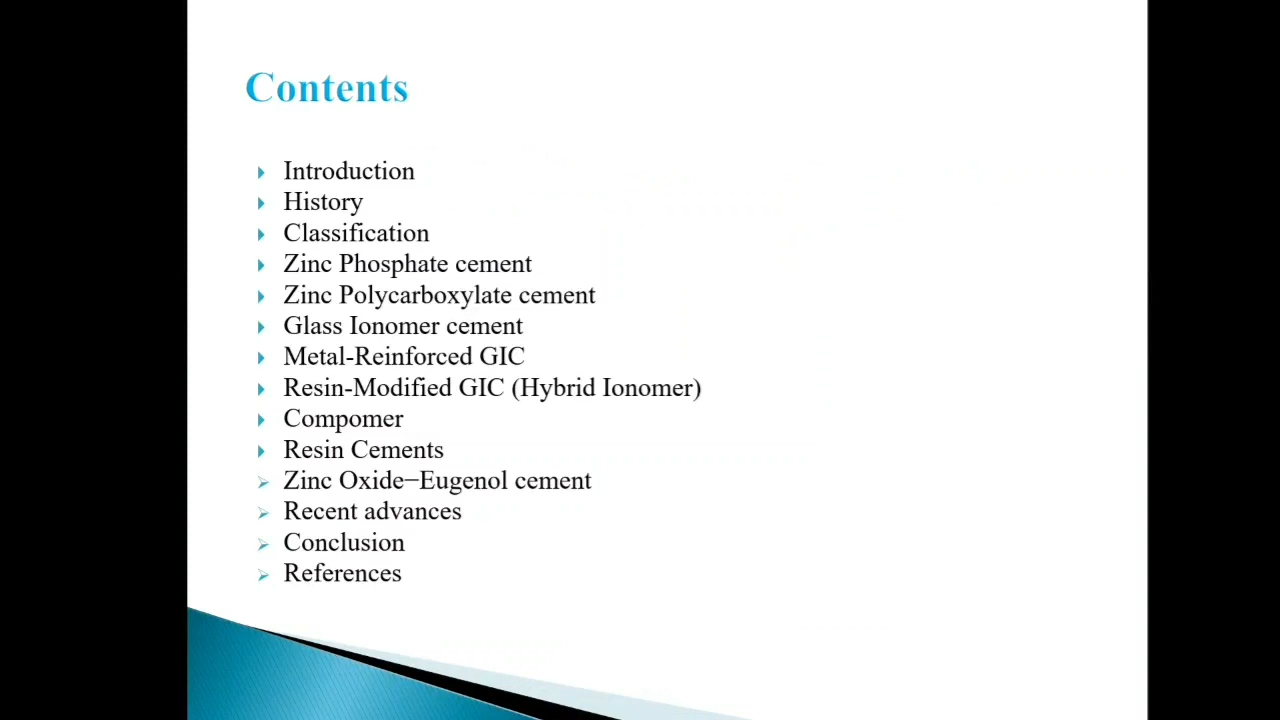 Contents
Introduction
History
Classification
Zinc Phosphate cement
Zinc Polycarboxylate cement
Glass Ionomer cement
Metal-Reinforced GIC
Resin-Modified GIC (Hybrid Ionomer)
Compomer
Resin Cements
Zinc Oxide−Eugenol cement
Recent advances
Conclusion
References